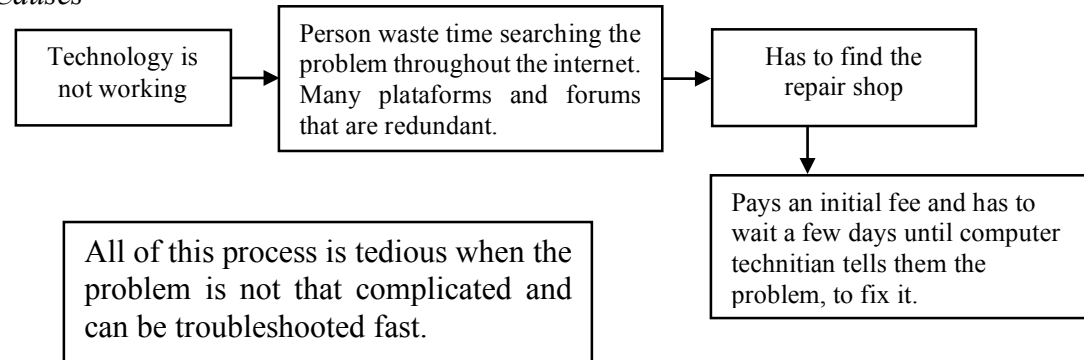 Causes
Technology is
not working
Person waste time searching the
problem throughout the internet.
Many plataforms and forums
that are redundant.
Has to find the
repair shop
Pays an initial fee and has to
wait a few days until computer
technitian tells them the
problem, to fix it.
All of this process is tedious when the
problem is not that complicated and
can be troubleshooted fast.